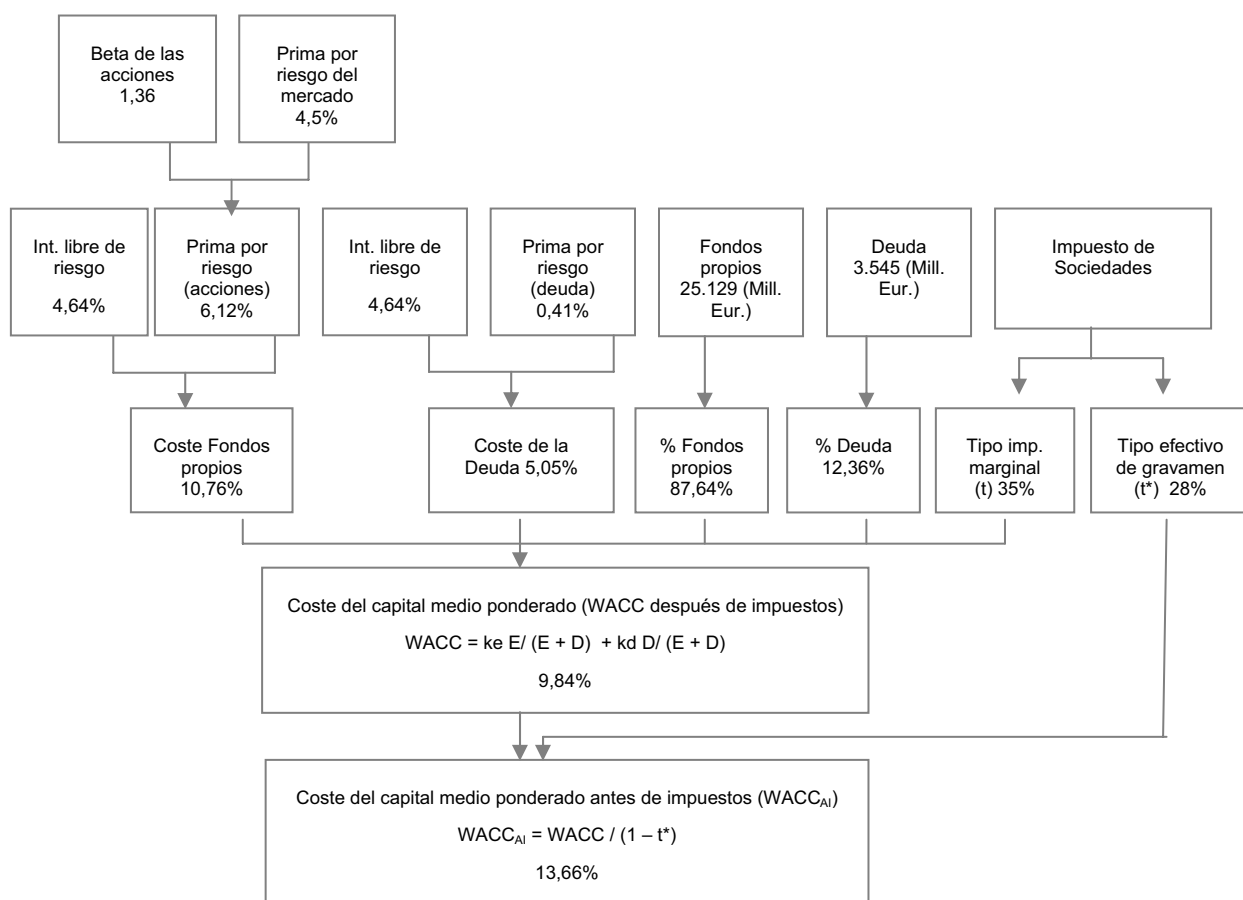 Beta de las
acciones
1,36
Prima por
riesgo del
mercado
4,5%
Int. libre de
riesgo
4,64%
Prima por
riesgo
(acciones)
6,12%
Int. libre de
riesgo
4,64%
Prima por
riesgo
(deuda)
0,41%
Fondos
propios
25.129 (Mill.
Eur.)
Deuda
3.545 (Mill.
Eur.)
Impuesto de
Sociedades
Coste Fondos
propios
10,76%
Coste de la
Deuda 5,05%
% Fondos
propios
87,64%
% Deuda
12,36%
Tipo imp.
marginal
(t) 35%
Tipo efectivo
de gravamen
(t*) 28%
Coste del capital medio ponderado (WACC después de impuestos)
WACC = ke E/ (E + D) + kd D/ (E + D)
9,84%
Coste del capital medio ponderado antes de impuestos (WACCAI)
WACCAI = WACC / (1 – t*)
13,66%